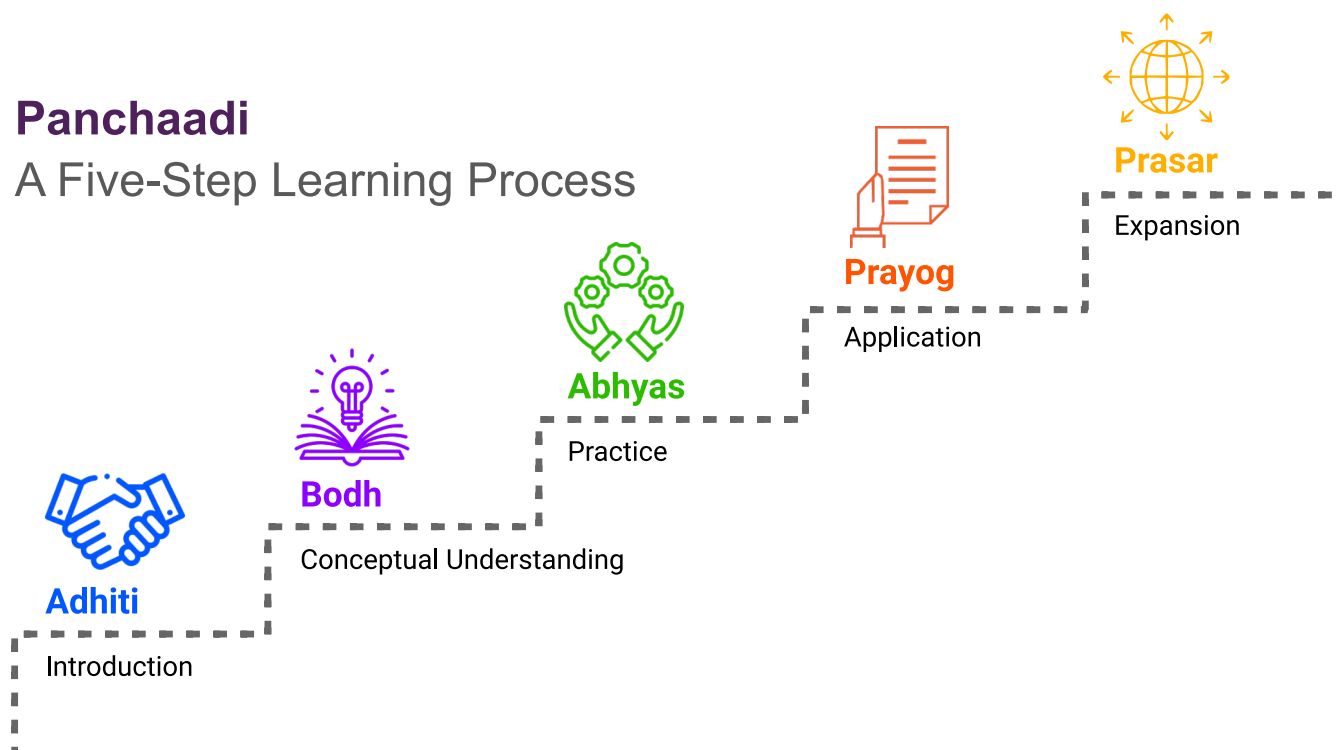 Panchaadi
A Five-Step Learning Process
Adhiti
Introduction
Bodh
Conceptual Understanding
Abhyas
Practice
Prayog
Application
Prasar
Expansion